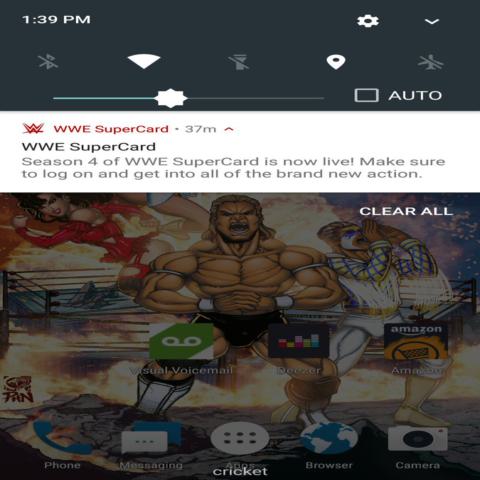 1:39 PM
AUTO
WWE SuperCard • 37m
WWE SuperCard
Season 4 of WWE SuperCard is now live! Make sure
to log on and get into all of the brand new action.
CLEAR ALL
PAN
amazon
Visual Voicemail
Deezer
Amazon
Phone
Messaging
Apps
Browser
Camera
cricket